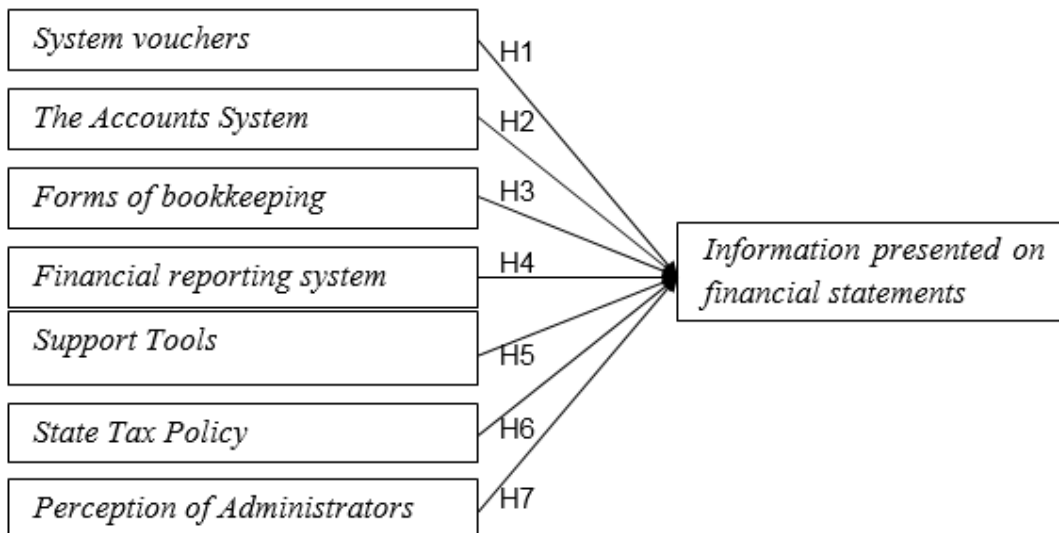 System vouchers
H1
The Accounts System
H2
Forms of bookkeeping
H3
Financial reporting system
H4
Support Tools
H5
State Tax Policy
H6
Perception of Administrators
H7
Information presented on
financial statements